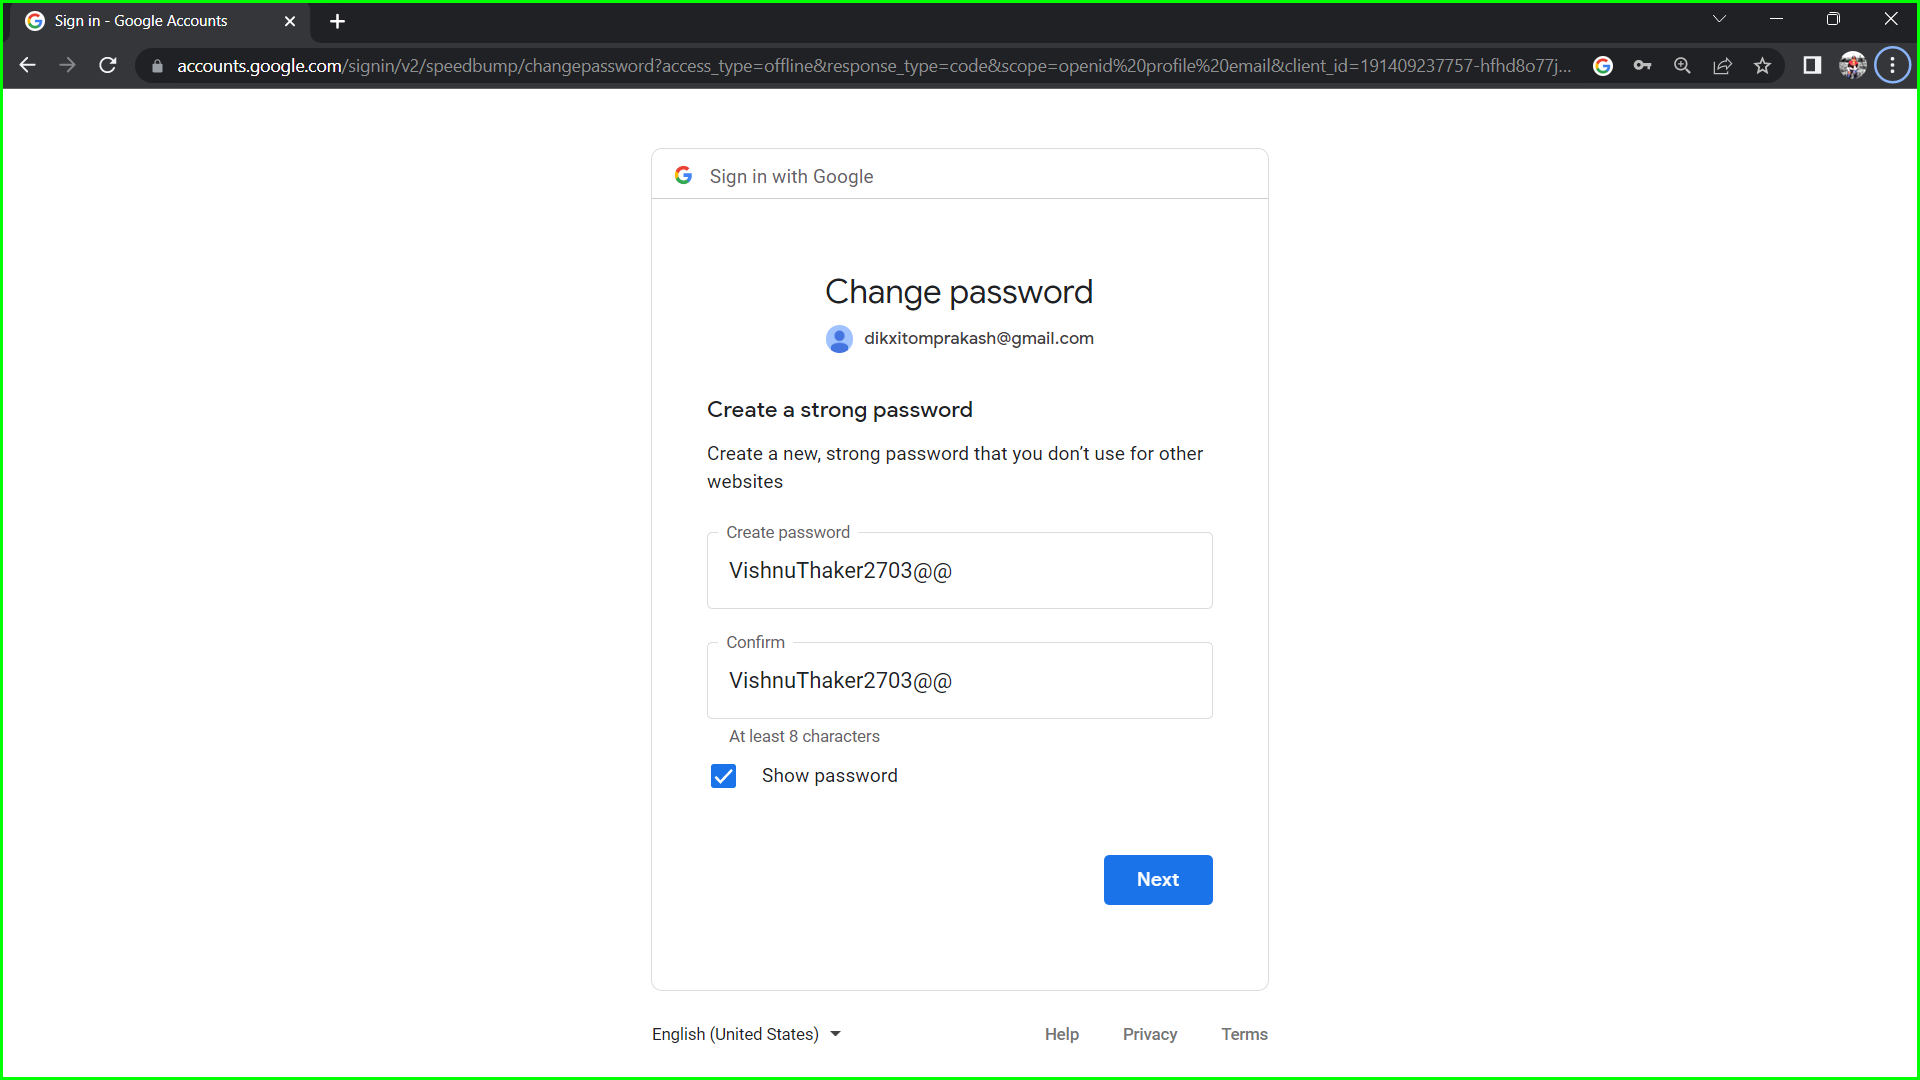 Sign in - Google Accounts
accounts.google.com/signin/v2/speedbump/changepassword?access_type=offline&response_type=code&scope=openid%20profile%20email&client_id=191409237757-hfhd8o77j...
Sign in with Google
Change password
dikxitomprakash@gmail.com
Create a strong password
Create a new, strong password that you don’t use for other
websites
Create password
VishnuThaker2703@@
Confirm
VishnuThaker2703@@
At least 8 characters
Show password
Next
English (United States)
Help Privacy Terms